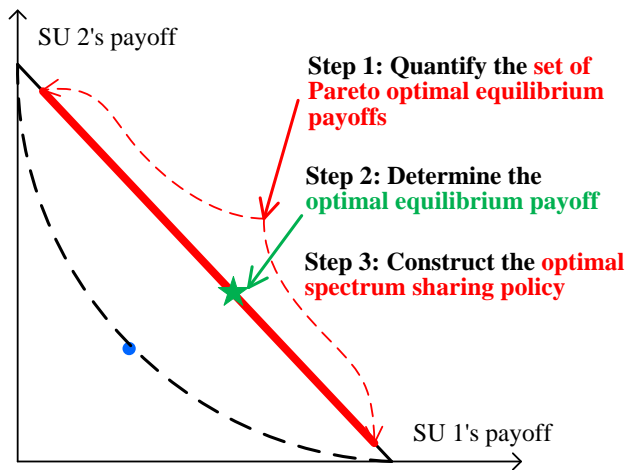 SU 2's payoff
Step 1: Quantify the set of
Pareto optimal equilibrium
payoffs
Step 2: Determine the
optimal equilibrium payoff
Step 3: Construct the optimal
spectrum sharing policy
SU 1's payoff